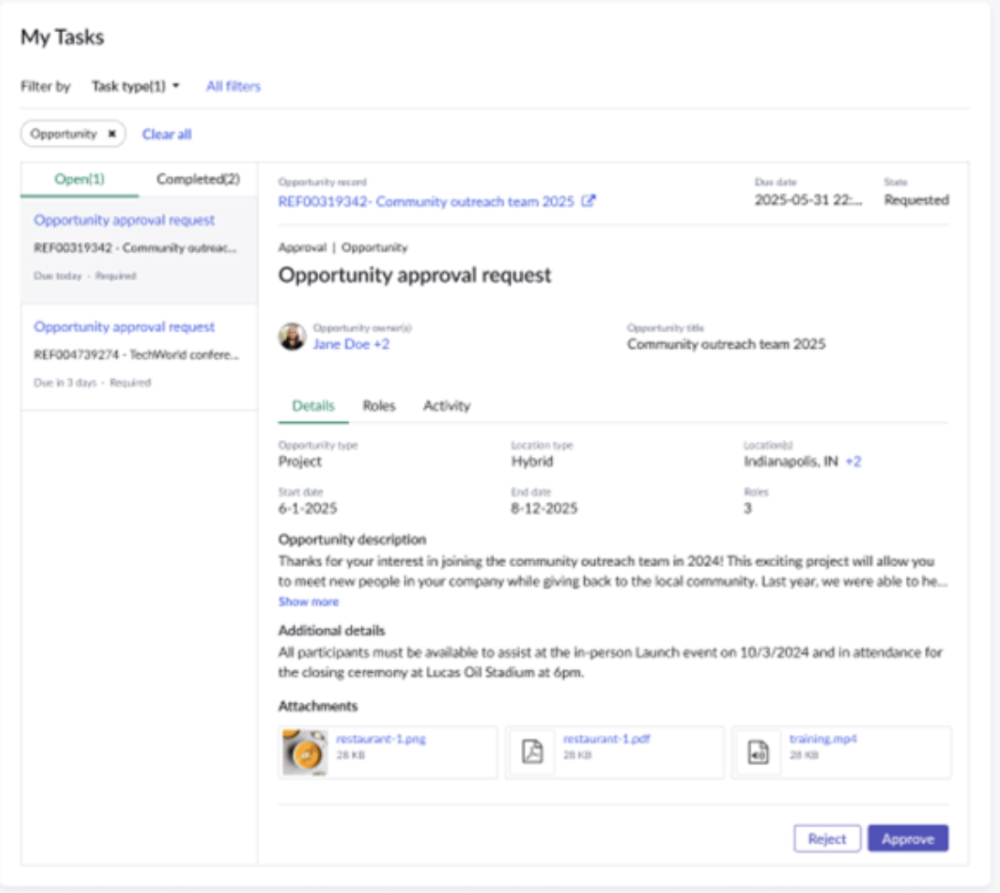 My Tasks
Filter by Task type(1) All filters
Opportunity ✖ Clear all
Open(1) Completed(2)
Opportunity approval request
REF00319342 - Community outreac...
Due today - Required
Opportunity approval request
REF004739274 - TechWorld confere...
Due in 3 days - Required
Opportunity record Due date State
REF00319342- Community outreach team 2025 2025-05-31 22:... Requested
Approval | Opportunity
Opportunity approval request
Opportunity owner(s) Opportunity title
Jane Doe +2 Community outreach team 2025
Details Roles Activity
Opportunity type Location type Location(s)
Project Hybrid Indianapolis, IN +2
Start date End date Roles
6-1-2025 8-12-2025 3
Opportunity description
Thanks for your interest in joining the community outreach team in 2024! This exciting project will allow you
to meet new people in your company while giving back to the local community. Last year, we were able to he...
Show more
Additional details
All participants must be available to assist at the in-person Launch event on 10/3/2024 and in attendance for
the closing ceremony at Lucas Oil Stadium at 6pm.
Attachments
restaurant-1.png restaurant-1.pdf training.mp4
28 KB 28 KB 28 KB
Reject Approve